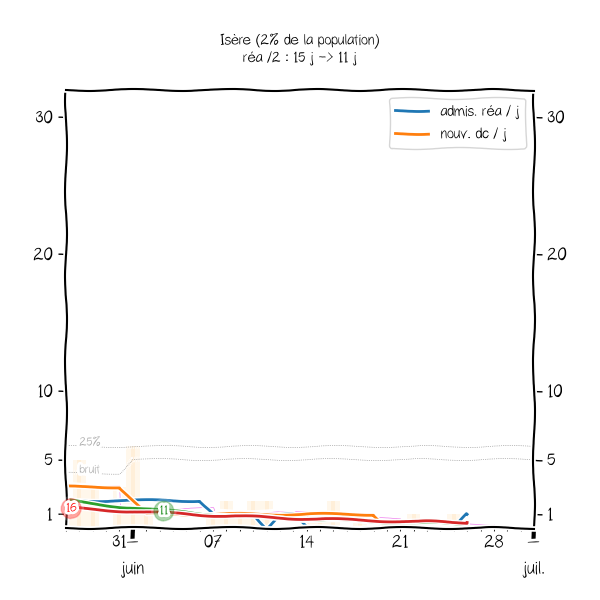 Isère (2% de la population)
réa /2 : 15 j -> 11 j
admis. réa / j
nouv. dc / j
30
30
20
20
10
10
25%
5
5
bruit
16
11
1
1
31
07
14
21
28
juin
juil.